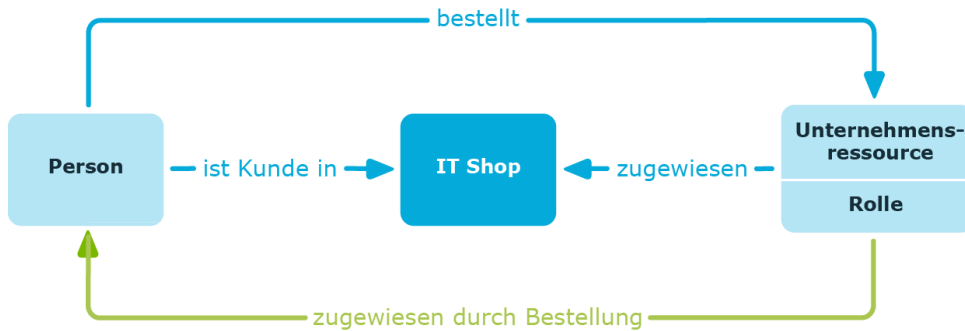 bestellt
Person
ist Kunde in
IT Shop
zugewiesen
Unternehmens-
ressource
Rolle
zugewiesen durch Bestellung